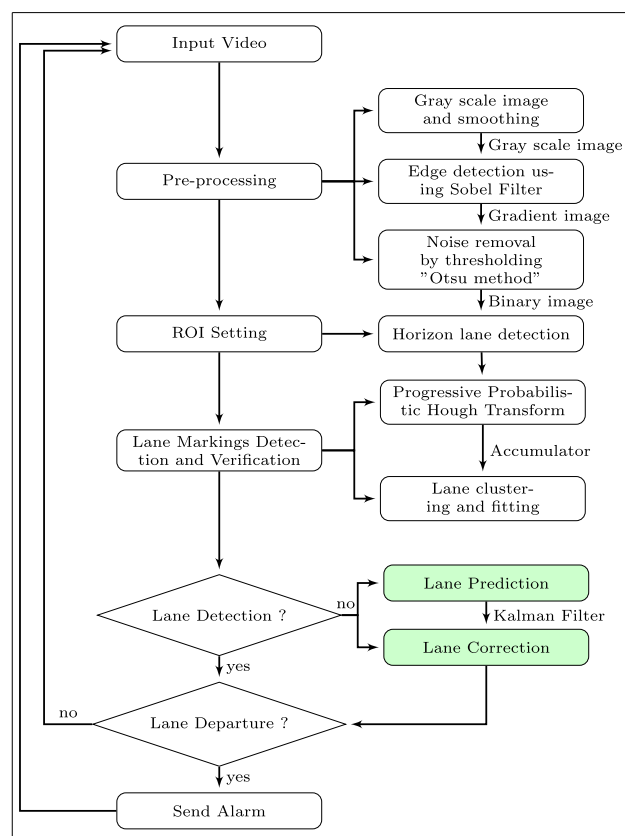 Input Video
Gray scale image
and smoothing
Gray scale image
Pre-processing
Edge detection us-
ing Sobel Filter
Gradient image
Noise removal
by thresholding
"Otsu method"
Binary image
ROI Setting
Horizon lane detection
Progressive Probabilis-
tic Hough Transform
Lane Markings Detec-
tion and Verification
Accumulator
Lane cluster-
ing and fitting
Lane Detection ?
no
Lane Prediction
Kalman Filter
Lane Correction
yes
Lane Departure ?
no
yes
Send Alarm